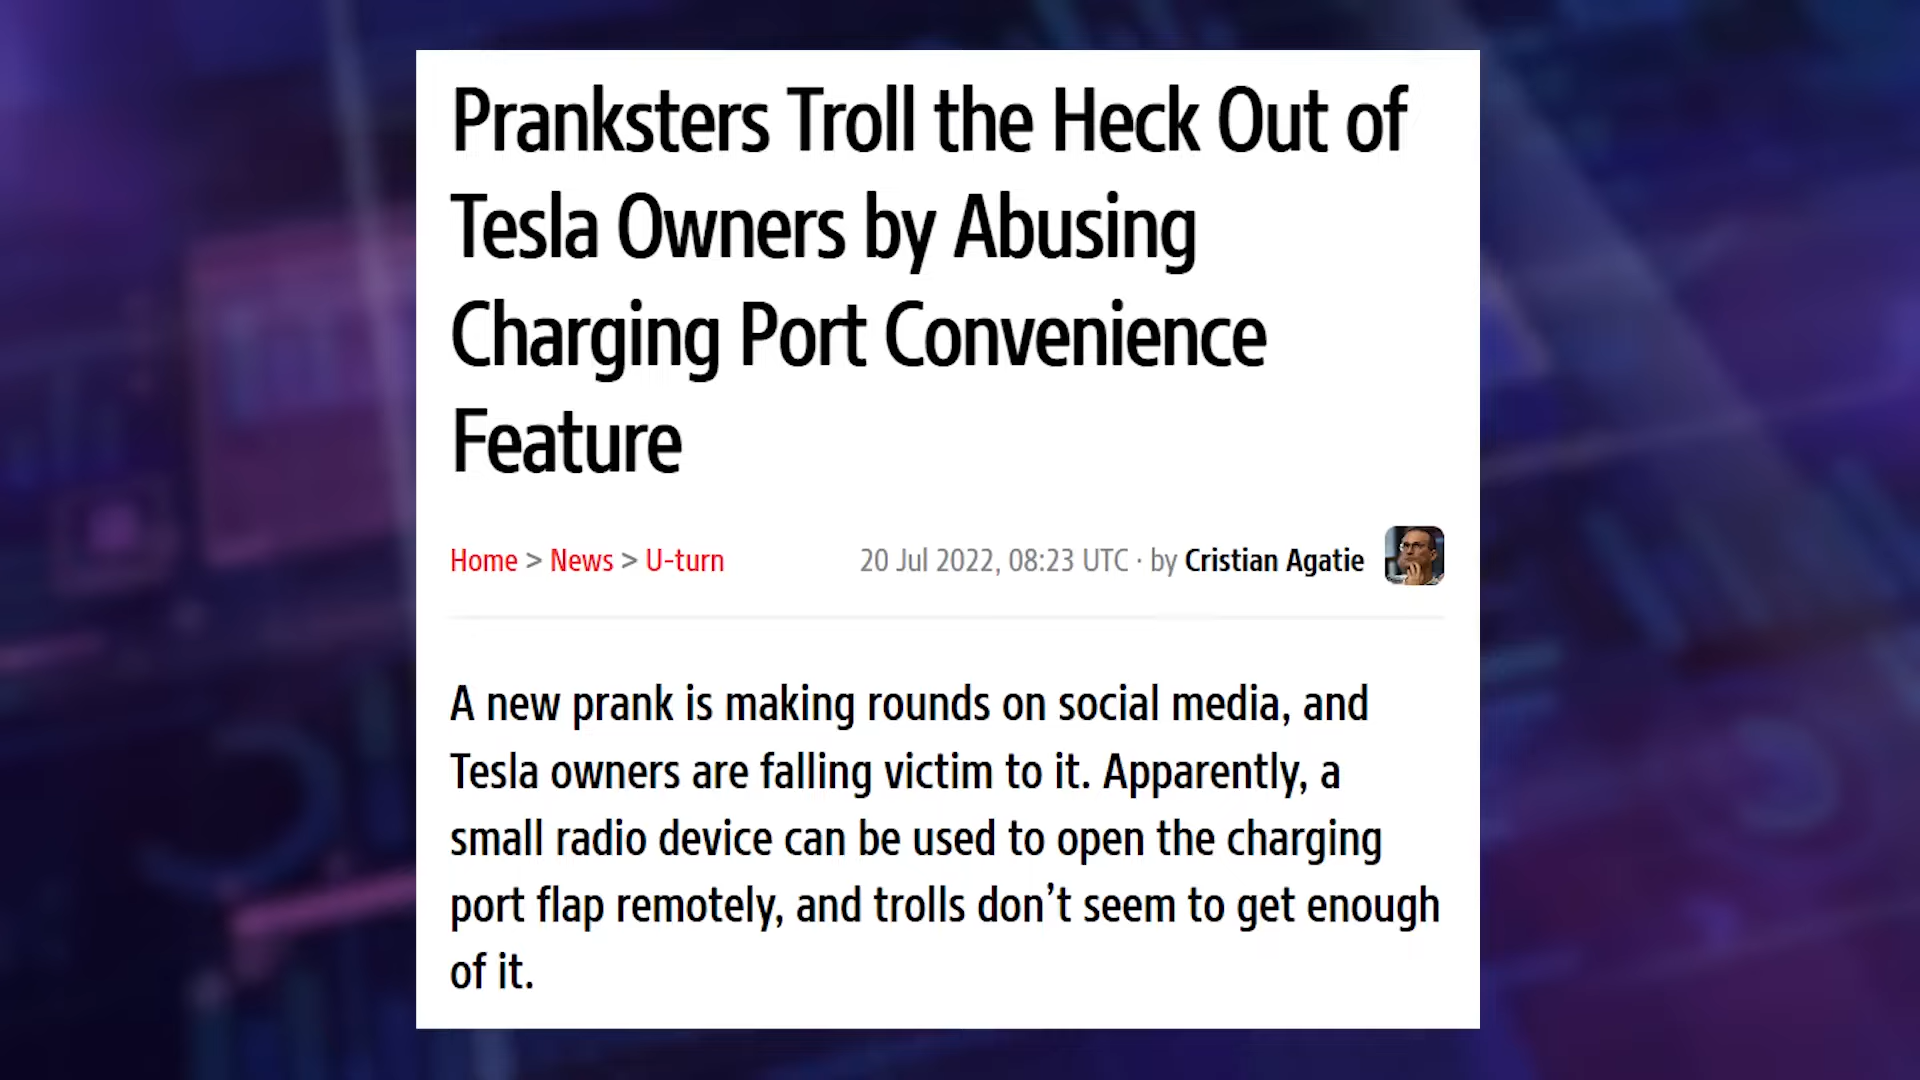 Pranksters Troll the Heck Out of
Tesla Owners by Abusing
Charging Port Convenience
Feature
Home > News > U-turn
20 Jul 2022, 08:23 UTC · by Cristian Agatie
A new prank is making rounds on social media, and
Tesla owners are falling victim to it. Apparently, a
small radio device can be used to open the charging
port flap remotely, and trolls don’t seem to get enough
of it.